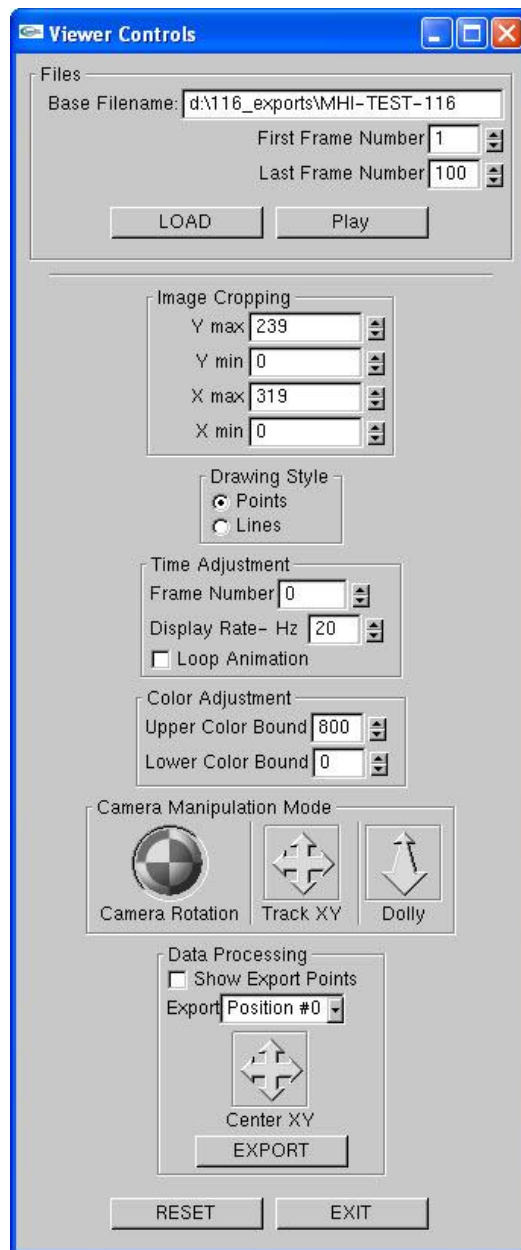 Viewer Controls
Files
Base Filename: d:\116_exports\MHI-TEST-116
First Frame Number 1
Last Frame Number 100
LOAD Play
Image Cropping
Y max 239
Y min 0
X max 319
X min 0
Drawing Style
Points
Lines
Time Adjustment
Frame Number 0
Display Rate- Hz 20
Loop Animation
Color Adjustment
Upper Color Bound 800
Lower Color Bound 0
Camera Manipulation Mode
Camera Rotation Track XY Dolly
Data Processing
Show Export Points
Export Position #0
Center XY
EXPORT
RESET EXIT